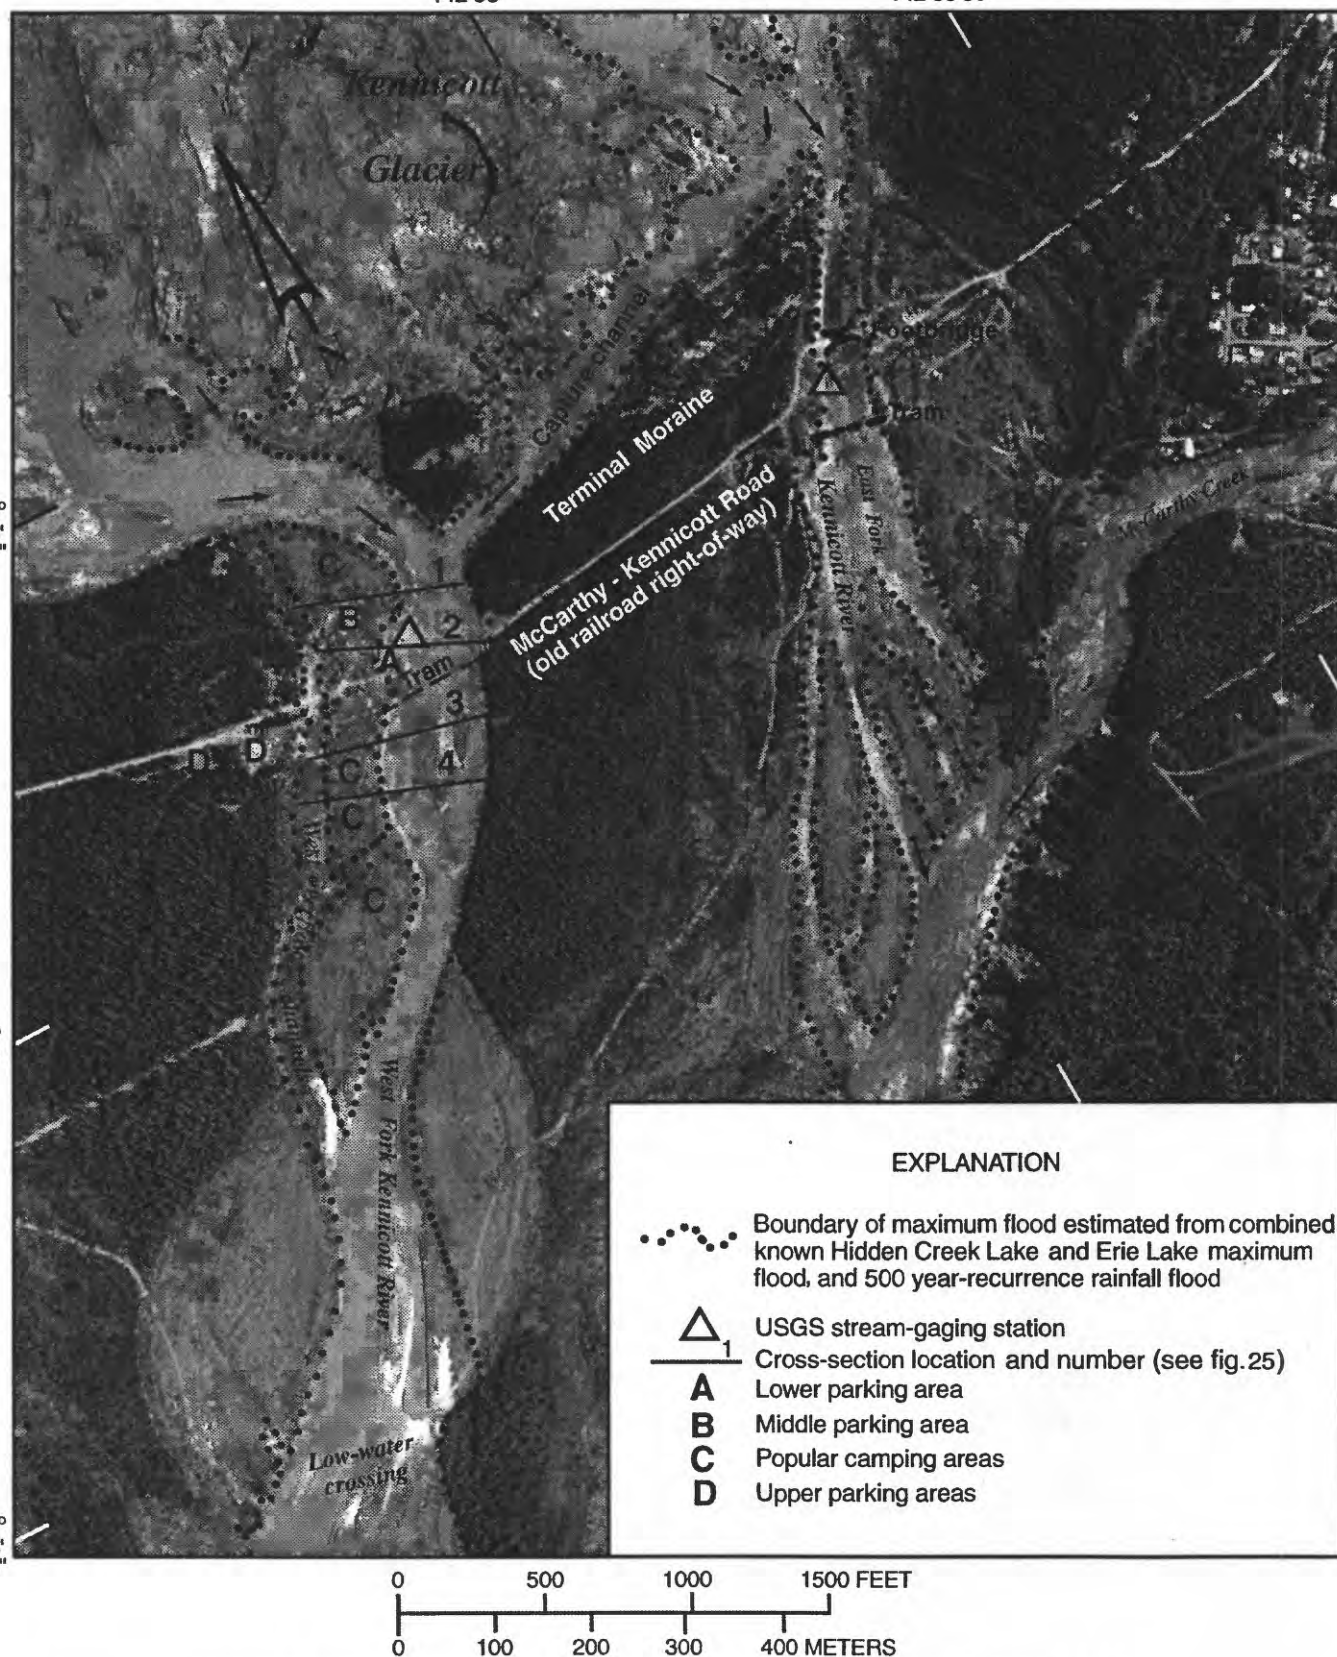 Kennicott
Glacier
Footbridge
Tram
Terminal Moraine
McCarthy - Kennicott Road
(old railroad right-of-way)
East Fork
Kennicott River
McCarthy Creek
C
1
B
2
A
Tram
3
D
D
C
4
C
C
West Fork Kennicott River
Low-water
crossing
EXPLANATION
Boundary of maximum flood estimated from combined
known Hidden Creek Lake and Erie Lake maximum
flood, and 500 year-recurrence rainfall flood
USGS stream-gaging station
1
Cross-section location and number (see fig.25)
A Lower parking area
B Middle parking area
C Popular camping areas
D Upper parking areas
0 500 1000 1500 FEET
0 100 200 300 400 METERS